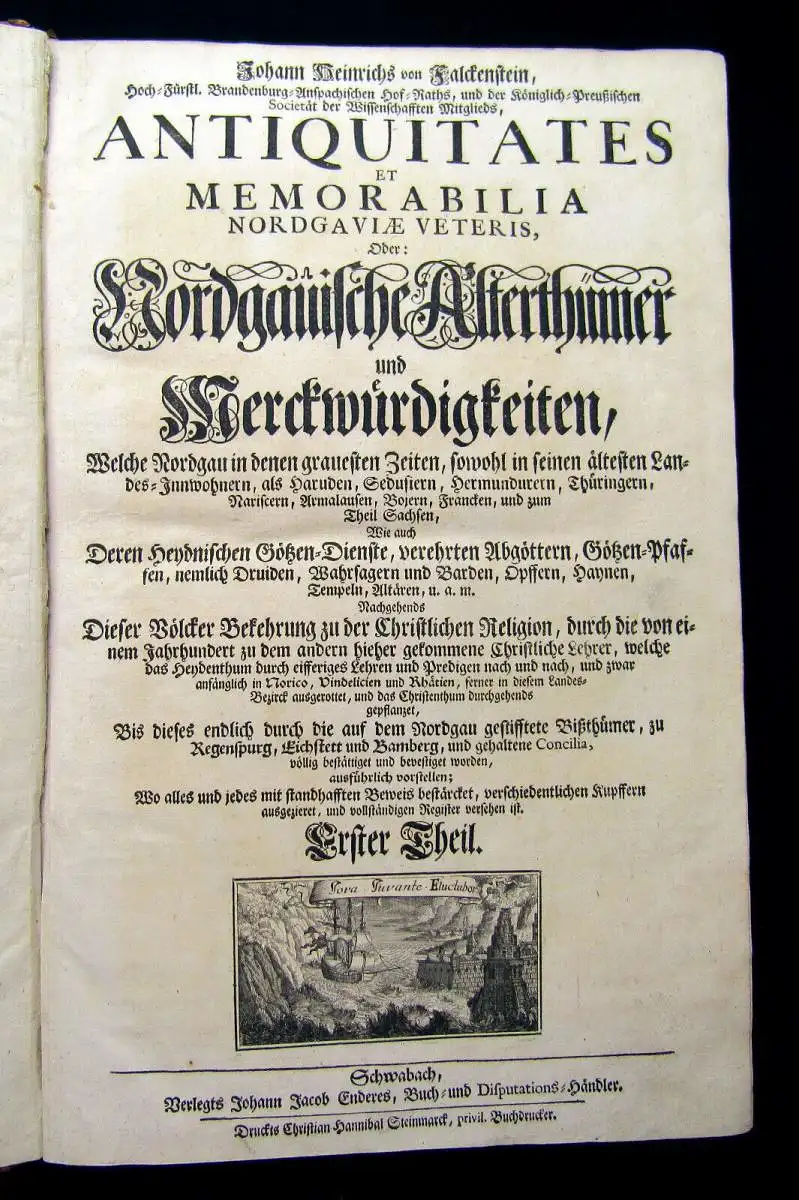 Johann Heinrichs von Falckenstein,
Hoch-Fürstl. Brandenburg-Anspachischen Hof-Raths, und der Königlich-Preußischen
Societät der Wissenschafften Mitglieds,
ANTIQUITATES
ET
MEMORABILIA
NORDGAVIÆ VETERIS,
Oder:
Nordgauische Alterthümer
und
Merckwürdigkeiten,
Welche Nordgau in denen grauesten Zeiten, sowohl in seinen ältesten Lan-
des-Innwohnern, als Haruden, Sedusiern, Hermundurern, Thüringern,
Nariscern, Armalausen, Bojern, Francken, und zum
Theil Sachsen,
Wie auch
Deren Heydnischen Götzen-Dienste, verehrten Abgöttern, Götzen-Pfaf-
fen, nemlich Druiden, Wahrsagern und Barden, Opffern, Haynen,
Tempeln, Altären, u. a. m.
Nachgehends
Dieser Völcker Bekehrung zu der Christlichen Religion, durch die von ei-
nem Jahrhundert zu dem andern hieher gekommene Christliche Lehrer, welche
das Heydenthum durch eifferiges Lehren und Predigen nach und nach, und zwar
anfänglich in Norico, Vindelicien und Rhätien, ferner in diesem Landes-
Bezirck ausgerottet, und das Christenthum durchgehends
gepflantzet,
Bis dieses endlich durch die auf dem Nordgau gestifftete Bißthümer, zu
Regenspurg, Eichstett und Bamberg, und gehaltene Concilia,
völlig bestättiget und bevestiget worden,
ausführlich vorstellen;
Wo alles und jedes mit standhafften Beweis bestärcket, verschiedentlichen Kupffern
ausgezieret, und vollständigen Register versehen ist.
Erster Theil.
Jova Juvante Eluctabor
Schwabach,
Verlegts Johann Jacob Enderes, Buch- und Disputations-Händler.
Druckts Christian Hannibal Steinmarck, privil. Buchdrucker.